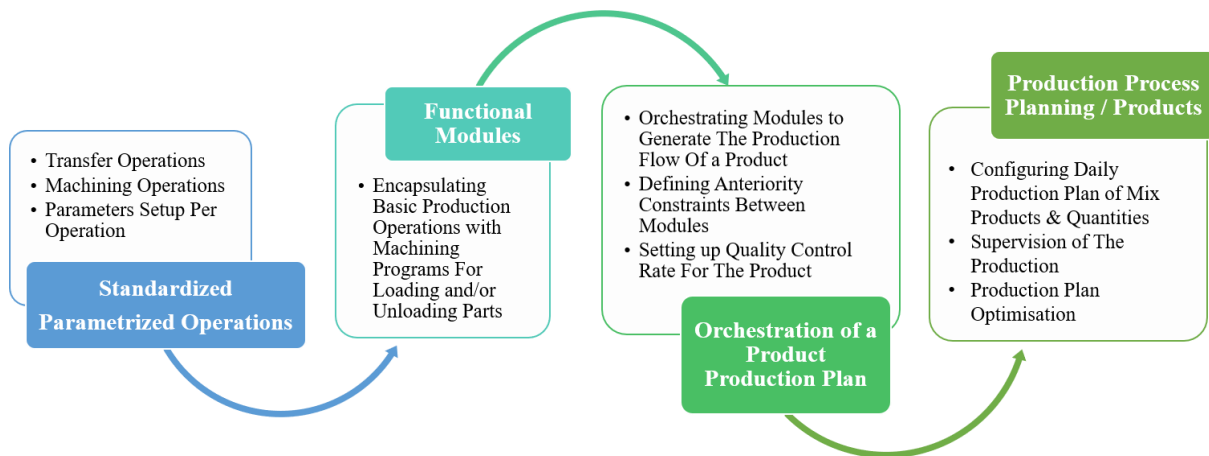 • Transfer Operations
• Machining Operations
• Parameters Setup Per
Operation
Standardized
Parametrized Operations
Functional
Modules
• Encapsulating
Basic Production
Operations with
Machining
Programs For
Loading and/or
Unloading Parts
• Orchestrating Modules to
Generate The Production
Flow Of a Product
• Defining Anteriority
Constraints Between
Modules
• Setting up Quality Control
Rate For The Product
Orchestration of a
Product
Production Plan
Production Process
Planning / Products
• Configuring Daily
Production Plan of Mix
Products & Quantities
• Supervision of The
Production
• Production Plan
Optimisation